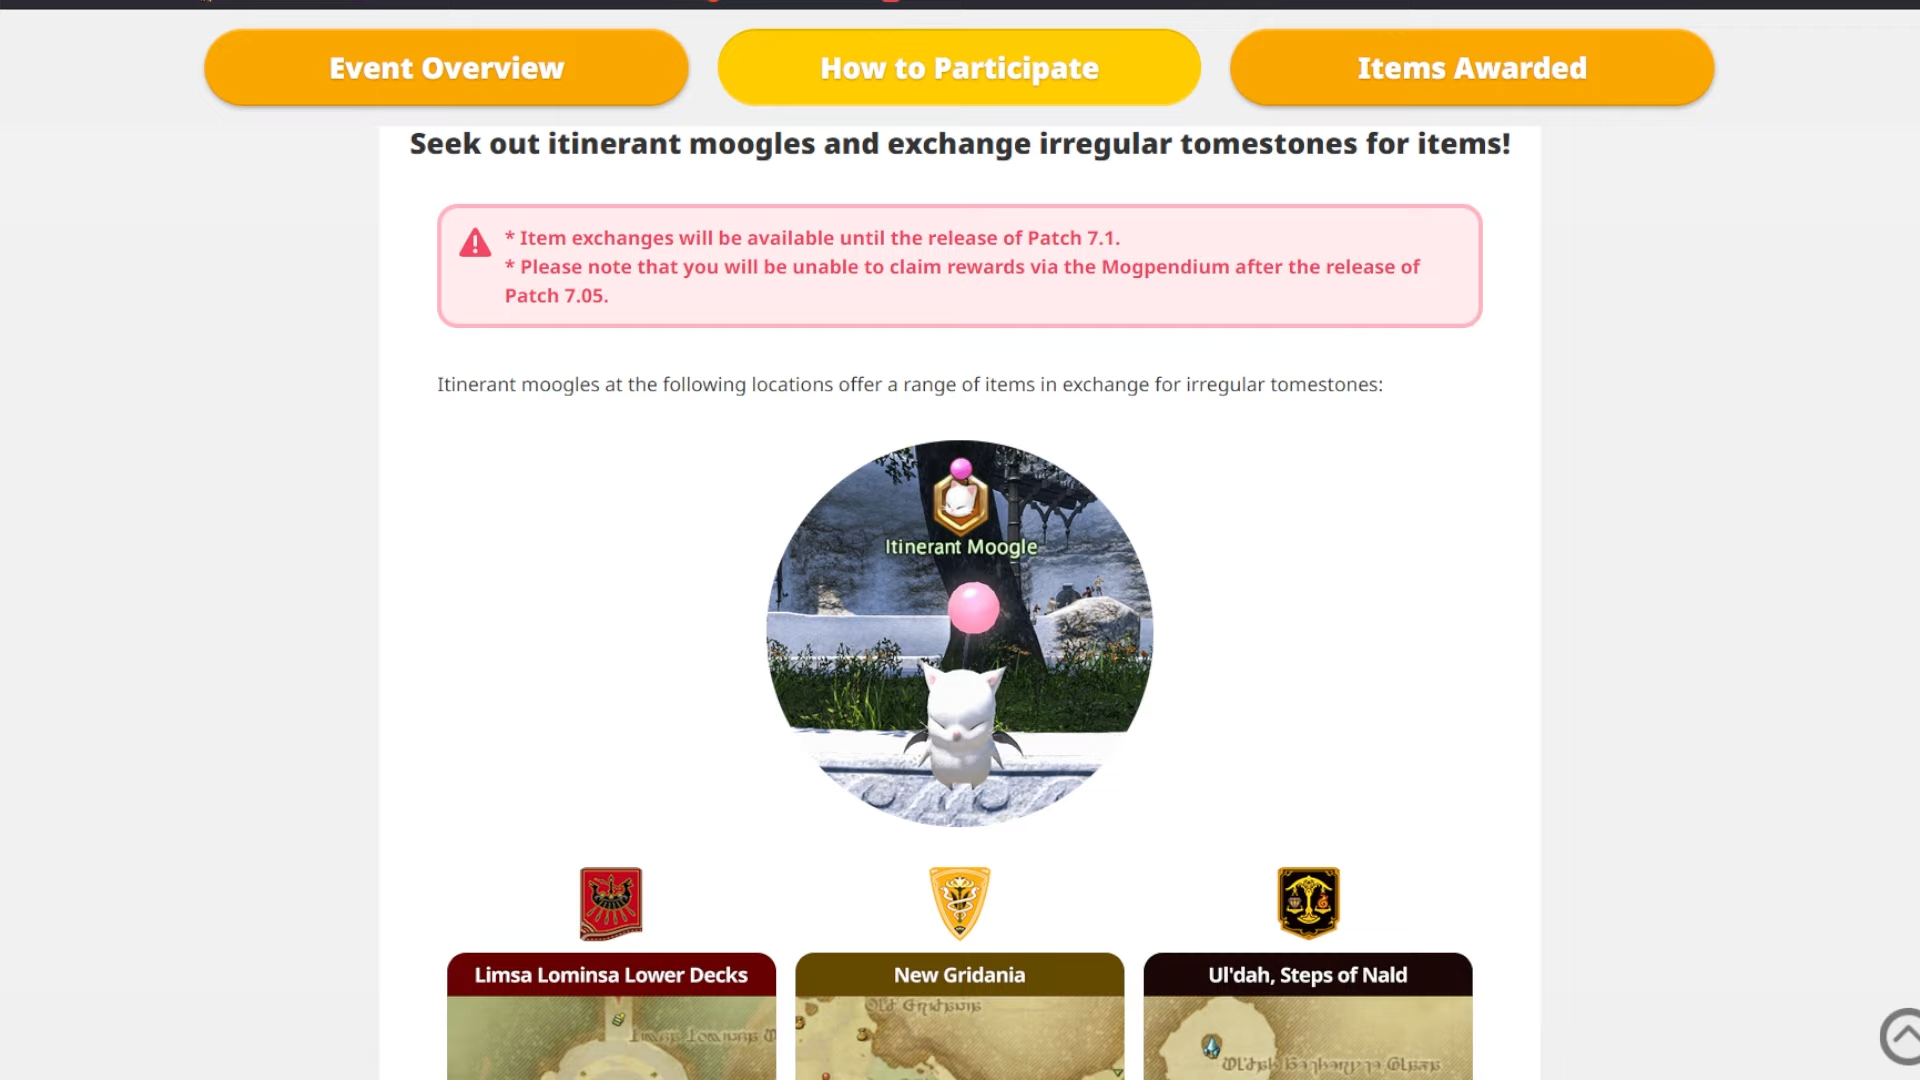 Event Overview
How to Participate
Items Awarded
Seek out itinerant moogles and exchange irregular tomestones for items!
* Item exchanges will be available until the release of Patch 7.1.
* Please note that you will be unable to claim rewards via the Mogpendium after the release of
Patch 7.05.
Itinerant moogles at the following locations offer a range of items in exchange for irregular tomestones:
Itinerant Moogle
Limsa Lominsa Lower Decks
New Gridania
Ul'dah, Steps of Nald